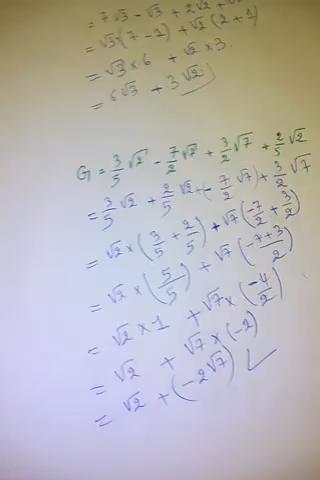 = 7√3 - √3 + 2√2 +
= √3(7 - 1) + √2(2+1)
= √3 × 6 + √2 × 3
= 6√3 + 3√2
G = 3/5 √2 - 7/2 √7 + 3/2 √7 + 2/5 √2
= 3/5 √2 + 2/5 √2 + (- 7/2 √7) + 3/2 √7
= √2 × (3/5 + 2/5) + √7 (-7/2 + 3/2)
= √2 × (5/5) + √7 (-7+3/2)
= √2 × 1 + √7 × (-4/2)
= √2 + √7 × (-2)
= √2 + (-2√7) ✓